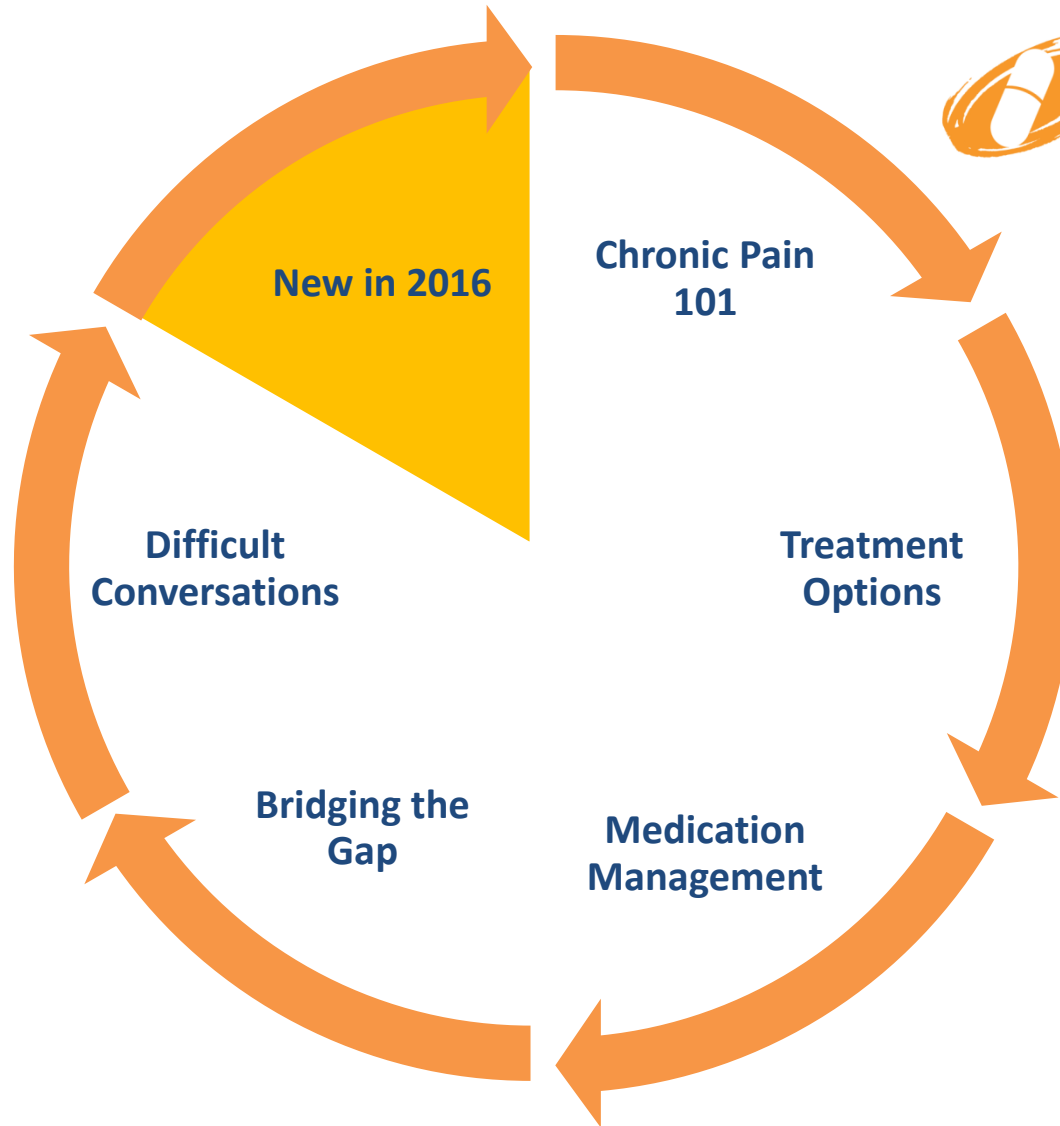 New in 2016
Chronic Pain
101
Treatment
Options
Medication
Management
Bridging the
Gap
Difficult
Conversations